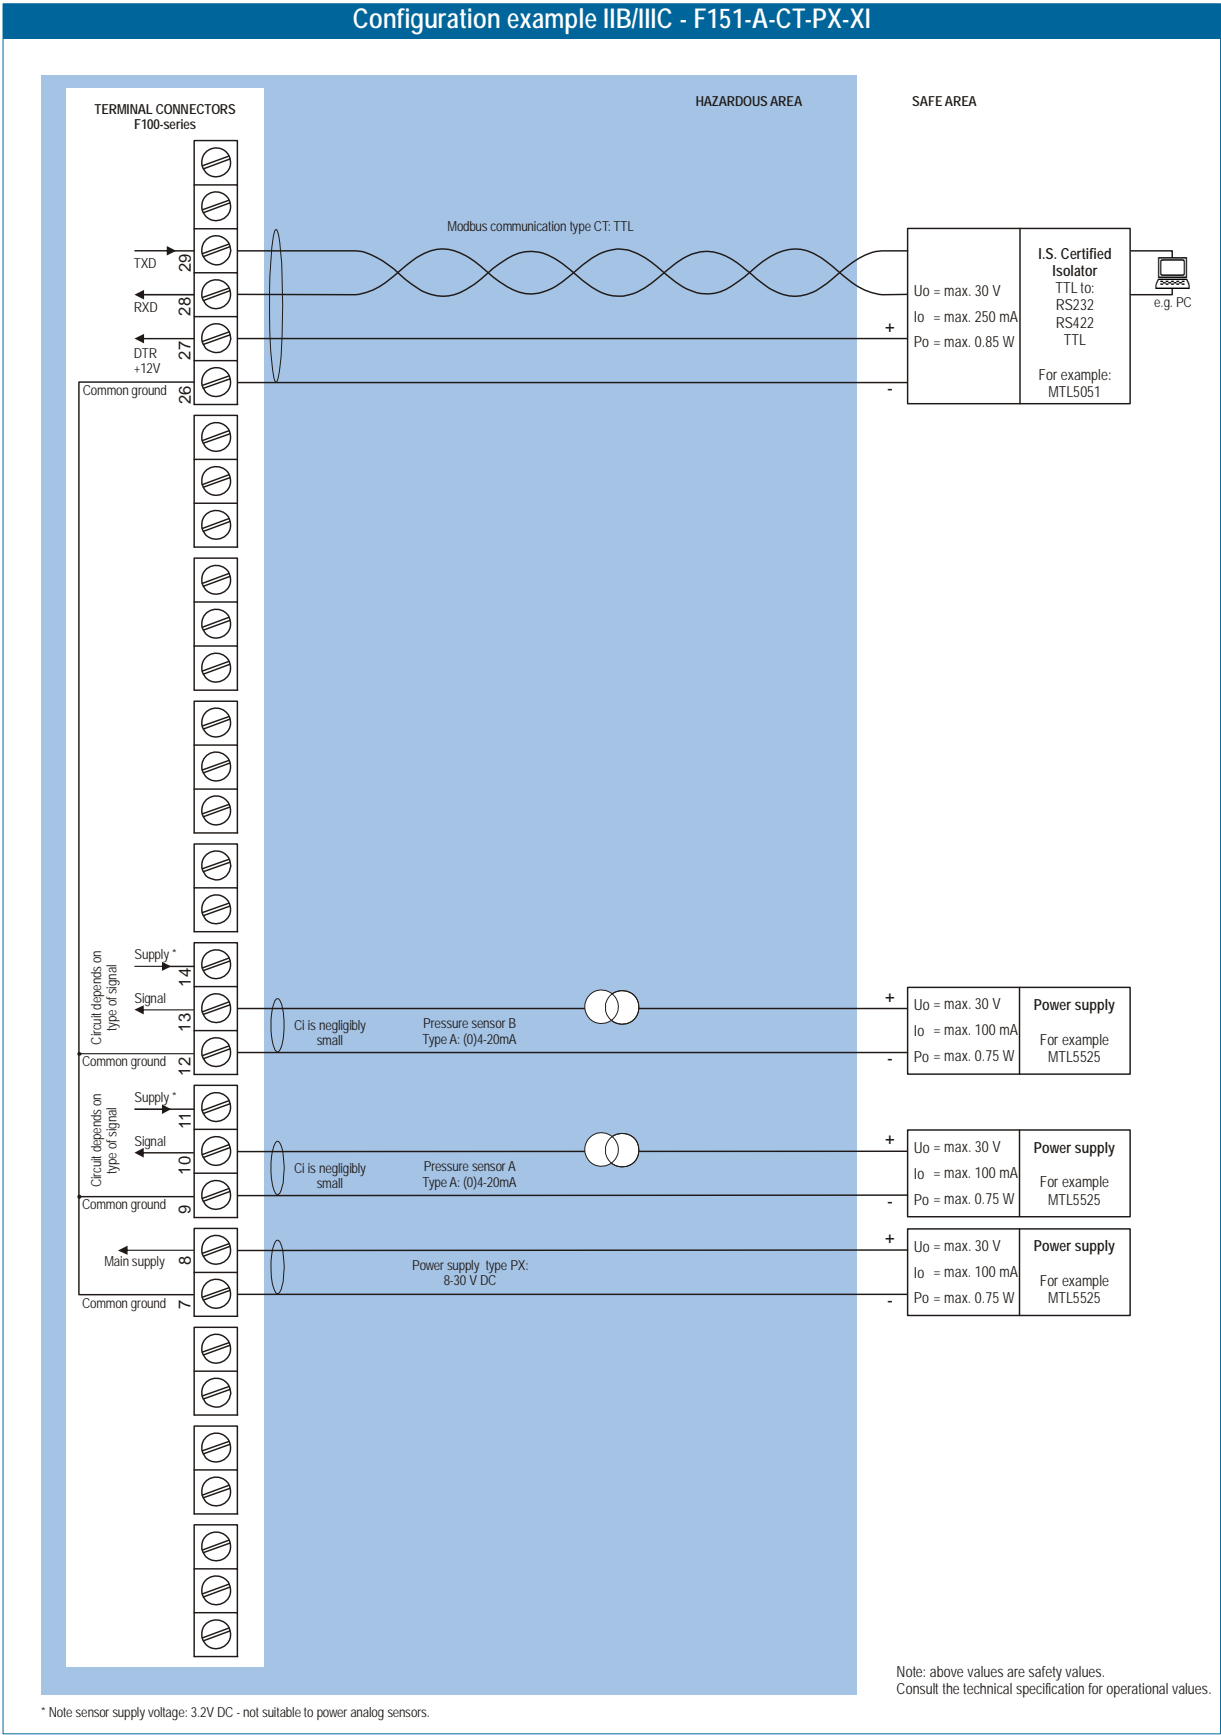 Configuration example IIB/IIIC - F151-A-CT-PX-XI
HAZARDOUS AREA
SAFE AREA
TERMINAL CONNECTORS
F100-series
Modbus communication type CT: TTL
TXD
29
RXD
28
DTR
+12V
27
Common ground
26
+
-
Uo = max. 30 V
Io = max. 250 mA
Po = max. 0.85 W
I.S. Certified
Isolator
TTL to:
RS232
RS422
TTL
For example:
MTL5051
e.g. PC
Circuit depends on
type of signal
Supply *
14
Signal
13
Common ground
12
Ci is negligibly
small
Pressure sensor B
Type A: (0)4-20mA
+
-
Uo = max. 30 V
Io = max. 100 mA
Po = max. 0.75 W
Power supply
For example
MTL5525
Circuit depends on
type of signal
Supply *
11
Signal
10
Common ground
9
Ci is negligibly
small
Pressure sensor A
Type A: (0)4-20mA
+
-
Uo = max. 30 V
Io = max. 100 mA
Po = max. 0.75 W
Power supply
For example
MTL5525
Main supply
8
Common ground
7
Power supply type PX:
8-30 V DC
+
-
Uo = max. 30 V
Io = max. 100 mA
Po = max. 0.75 W
Power supply
For example
MTL5525
Note: above values are safety values.
Consult the technical specification for operational values.
* Note sensor supply voltage: 3.2V DC - not suitable to power analog sensors.